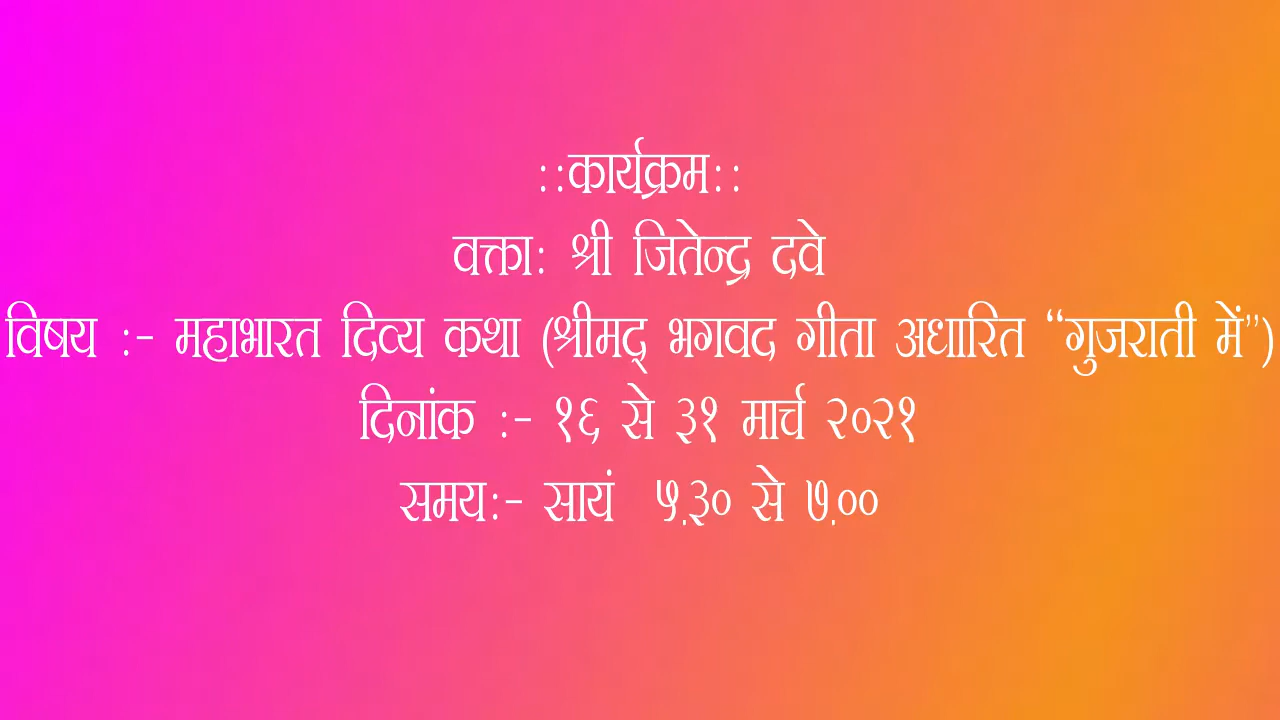 ::कार्यक्रम::
वक्ताः श्री जितेन्द्र दवे
विषय :- महाभारत दिव्य कथा (श्रीमद् भगवद गीता अधारित “गुजराती में”)
दिनांक :- १६ से ३१ मार्च २०२१
समय:- सायं ५.३० से ७.००